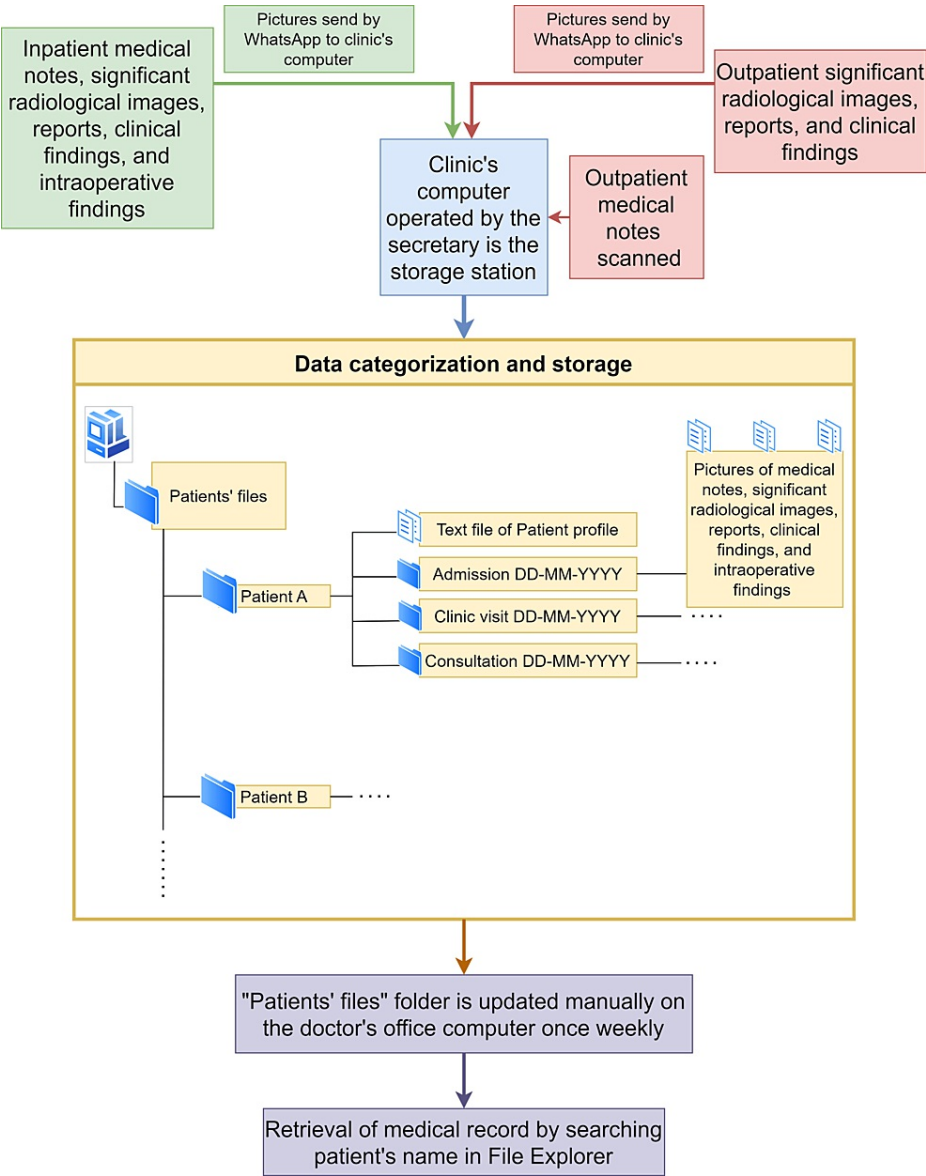 Pictures send by
WhatsApp to clinic's
computer
Pictures send by
WhatsApp to clinic's
computer
Inpatient medical
notes, significant
radiological images,
reports, clinical
findings, and
intraoperative
findings
Outpatient significant
radiological images,
reports, and clinical
findings
Clinic's
computer
operated by the
secretary is the
storage station
Outpatient
medical
notes
scanned
Data categorization and storage
Patients' files
Pictures of medical
notes, significant
radiological images,
reports, clinical
findings, and
intraoperative
findings
Text file of Patient profile
Patient A
Admission DD-MM-YYYY
Clinic visit DD-MM-YYYY
....
Consultation DD-MM-YYYY
....
Patient B
....
"Patients' files" folder is updated manually on
the doctor's office computer once weekly
Retrieval of medical record by searching
patient's name in File Explorer